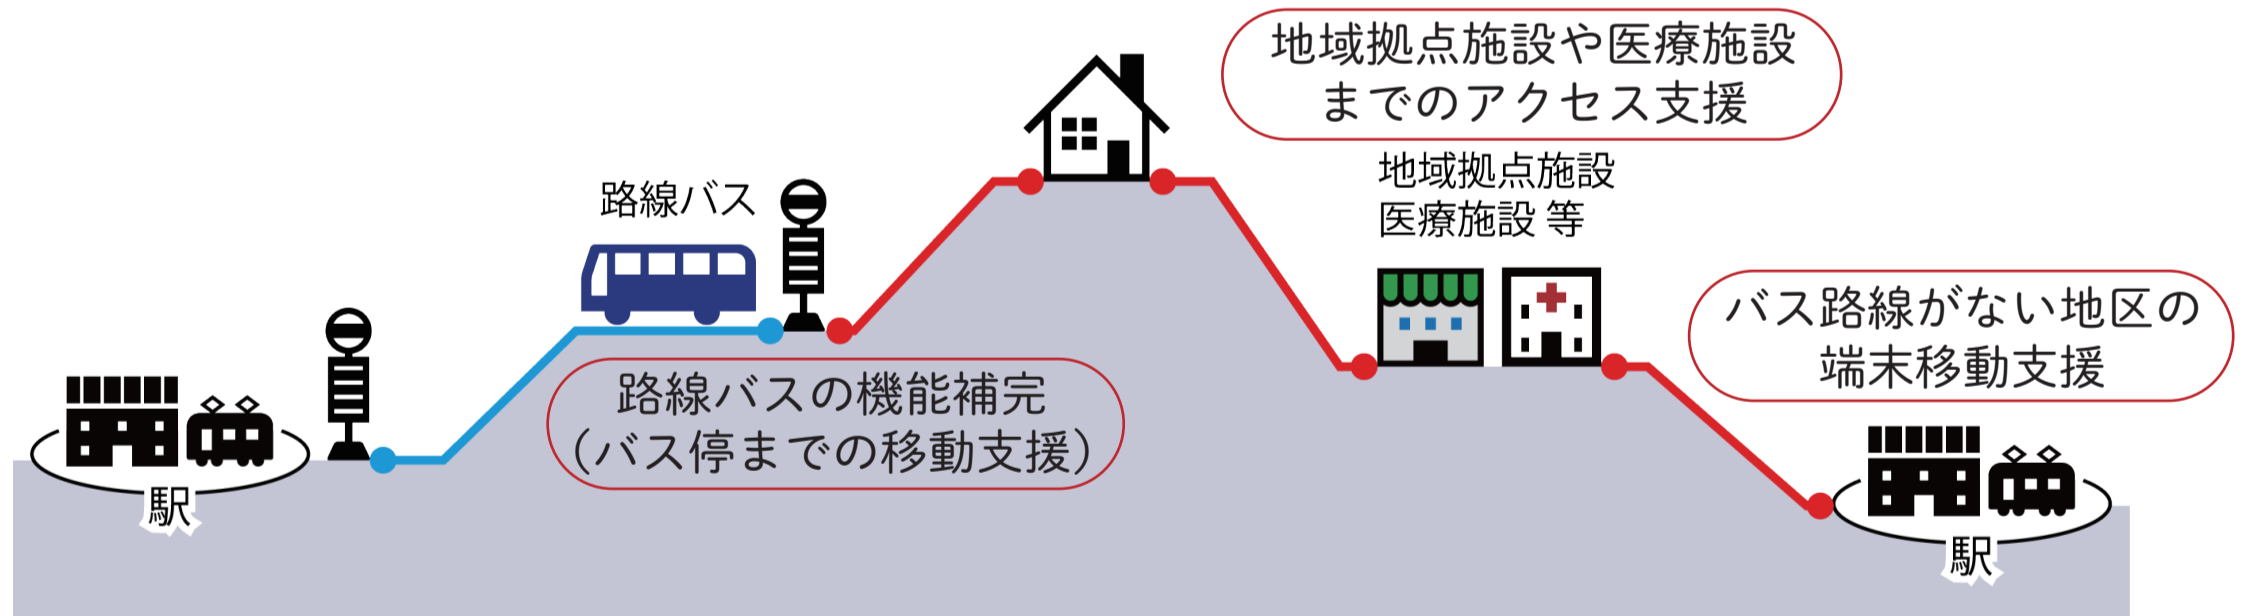 地域拠点施設や医療施設
までのアクセス支援
地域拠点施設
医療施設 等
路線バス
バス路線がない地区の
端末移動支援
路線バスの機能補完
（バス停までの移動支援）
駅
駅